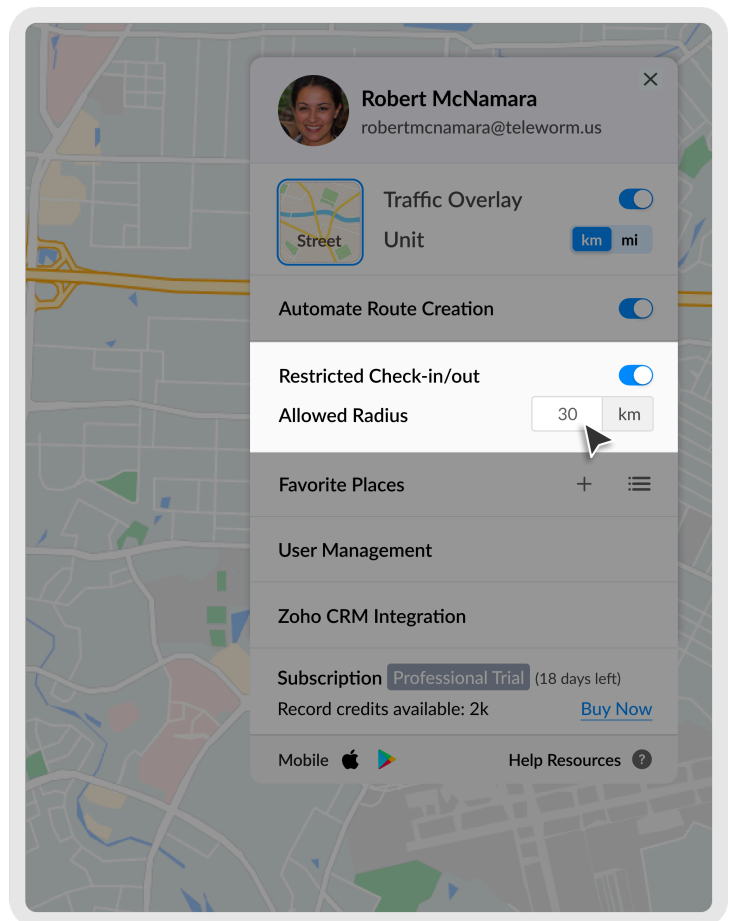 Robert McNamara
robertmcnamara@teleworm.us
Street
Traffic Overlay
Unit km mi
Automate Route Creation
Restricted Check-in/out
Allowed Radius 30 km
Favorite Places
User Management
Zoho CRM Integration
Subscription Professional Trial (18 days left)
Record credits available: 2k Buy Now
Mobile Help Resources ?